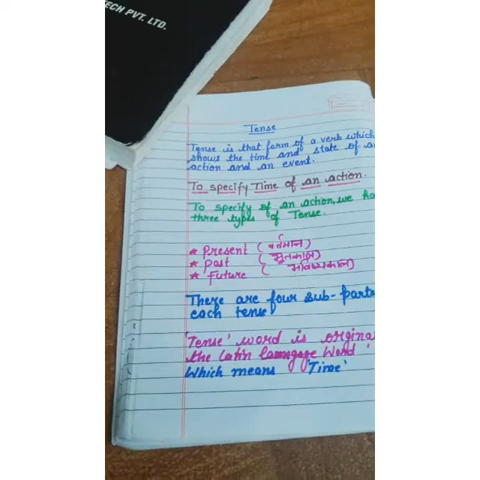 TECH PVT. LTD.
Tense
Tense is that form of a verb which
shows the time and state of an
action and an event.
To specify Time of an action.
To specify of an action, we ha
three types of Tense.
* Present (वर्तमान)
* Past (भूतकाल)
* Future (भविष्यकाल)
There are four sub-parts
each tense
'Tense' word is origina
the Latin language Word '
Which means 'Time'